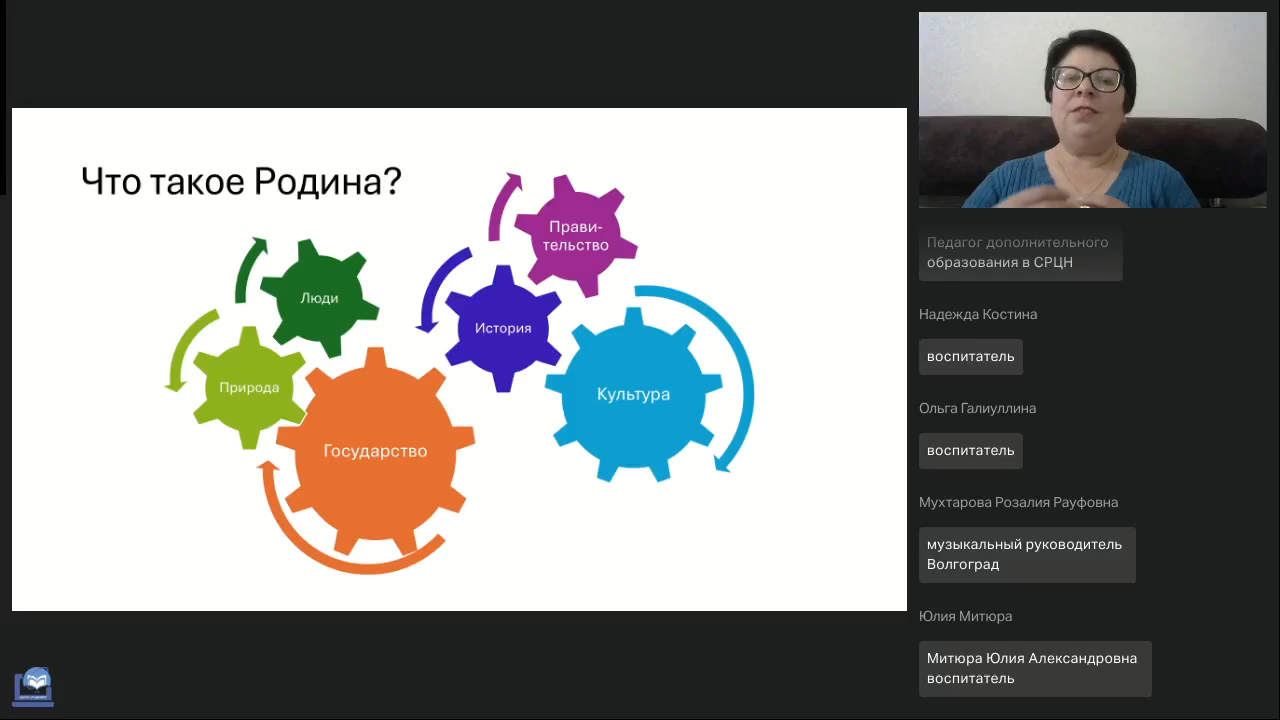 Что такое Родина?
Прави-
тельство
Люди
История
Природа
Культура
Государство
Педагог дополнительного
образования в СРЦН
Надежда Костина
воспитатель
Ольга Галиуллина
воспитатель
Мухтарова Розалия Рауфовна
музыкальный руководитель
Волгоград
Юлия Митюра
Митюра Юлия Александровна
воспитатель